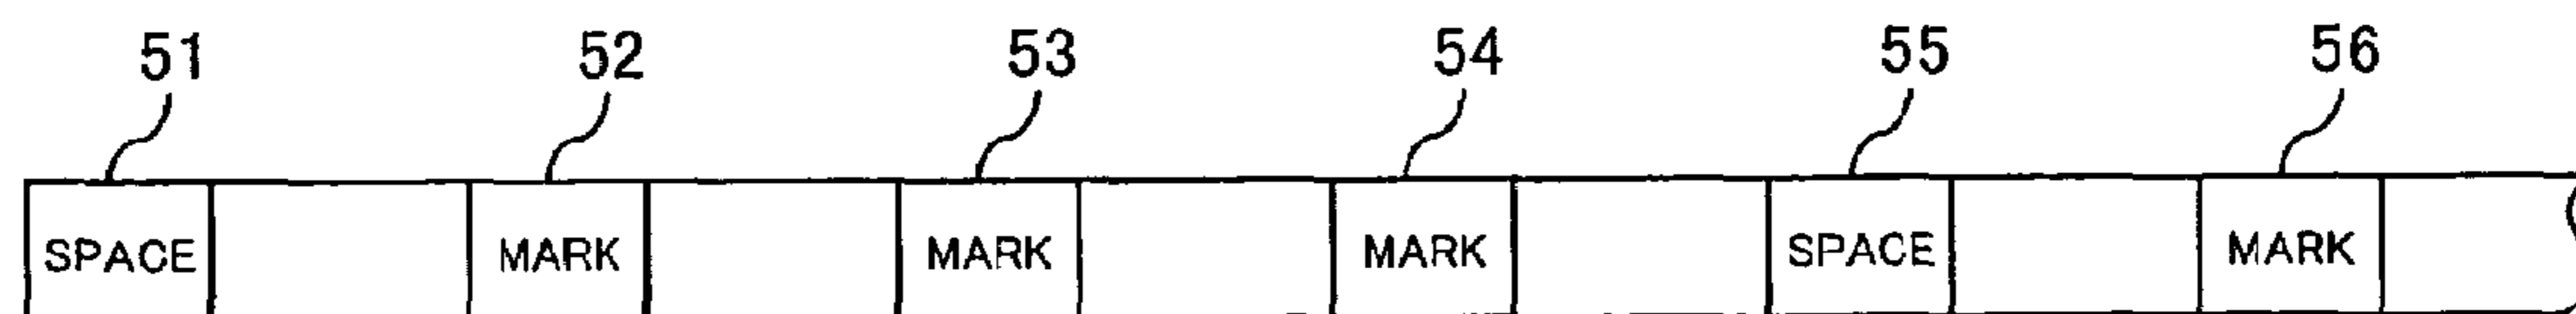 51 52 53 54 55 56
SPACE MARK MARK MARK SPACE MARK